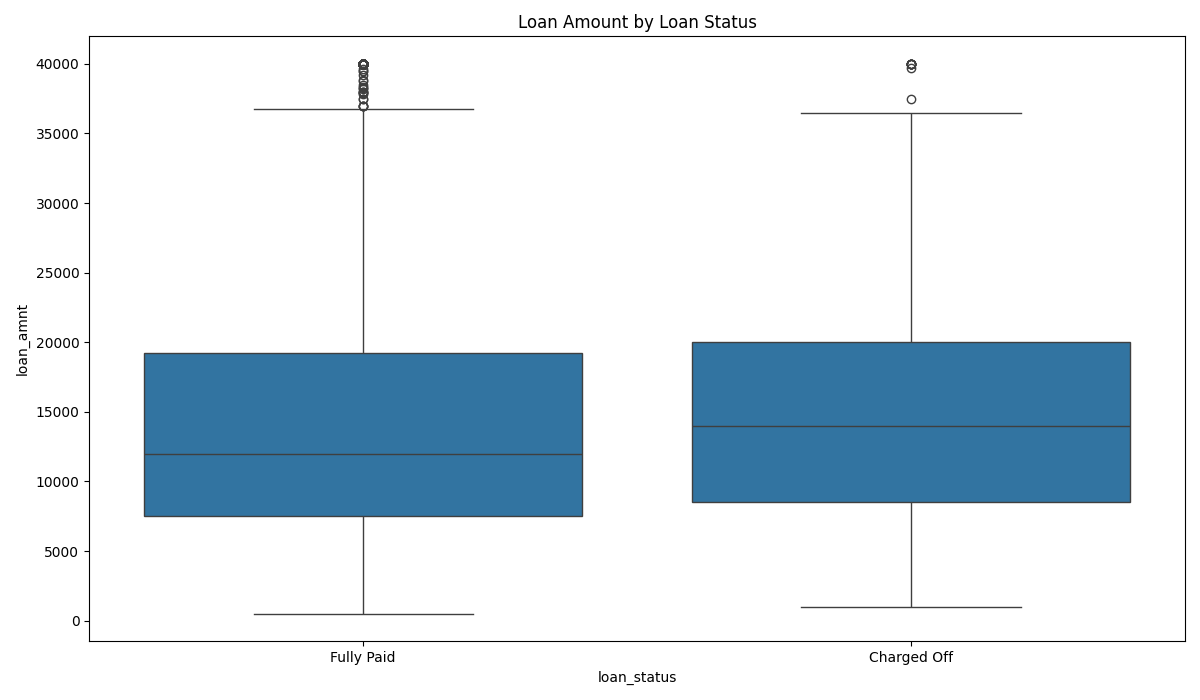 Loan Amount by Loan Status
loan_amnt
40000
35000
30000
25000
20000
15000
10000
5000
0
Fully Paid
Charged Off
loan_status